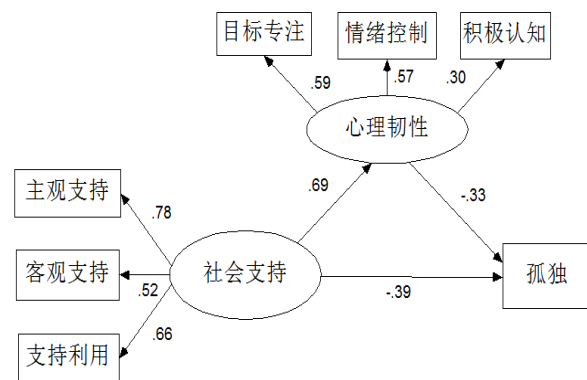 目标专注
情绪控制
积极认知
.59
.57
.30
心理韧性
.69
-.33
主观支持
.78
客观支持
.52
社会支持
-.39
孤独
.66
支持利用